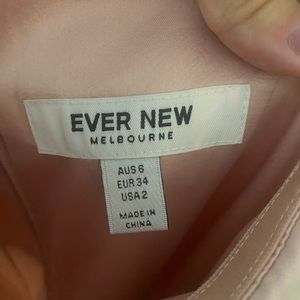 EVER NEW
MELBOURNE
AUS 6
EUR 34
USA 2
MADE IN
CHINA